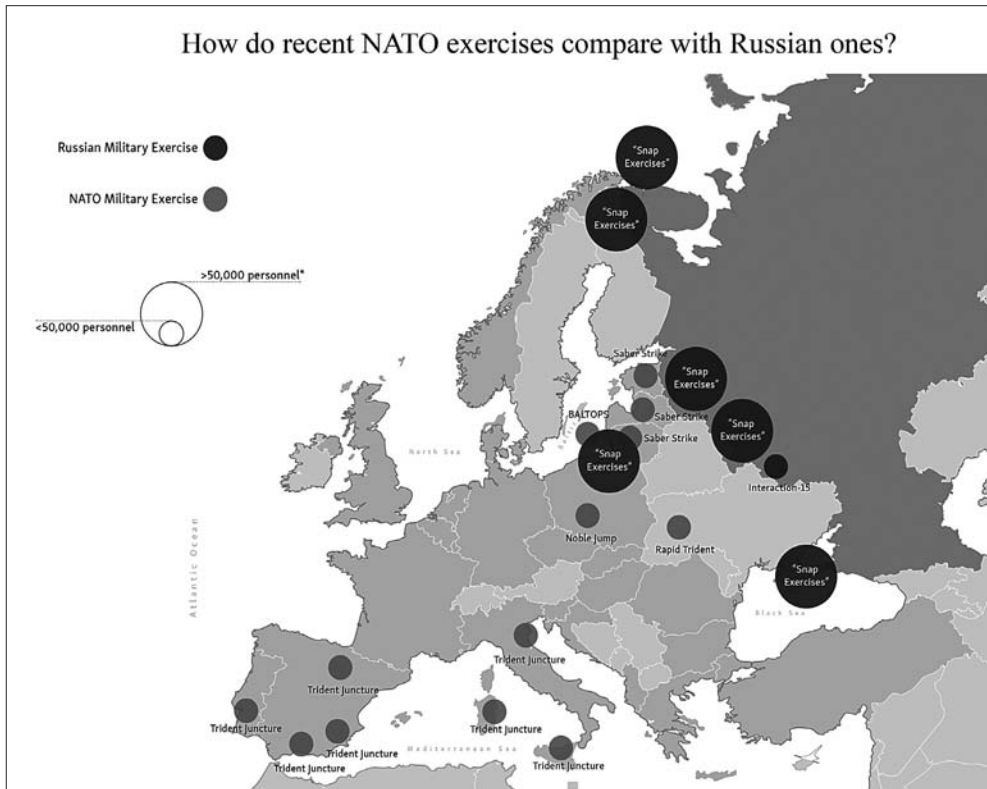 How do recent NATO exercises compare with Russian ones?
Russian Military Exercise
NATO Military Exercise
>50,000 personnel*
<50,000 personnel
"Snap
Exercises"
"Snap
Exercises"
Saber Strike
"Snap
Exercises"
BALTOPS
Saber Strike
"Snap
Exercises"
Saber Strike
North Sea
"Snap
Exercises"
Interaction-15
Noble Jump
Rapid Trident
Atlantic Ocean
"Snap
Exercises"
Black Sea
Trident Juncture
Trident Juncture
Trident Juncture
Trident Juncture
Trident Juncture
Mediterranean Sea
Trident Juncture
Trident Juncture